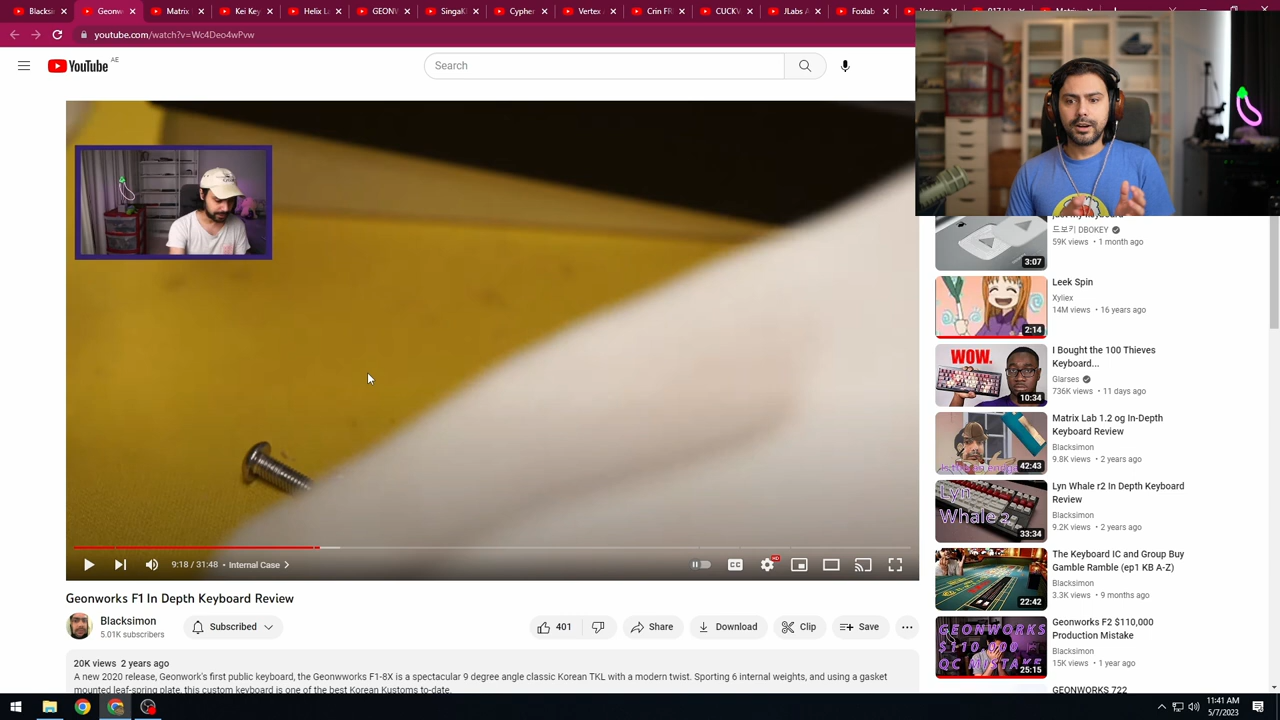 Blacksi
GEON
Matrix
Kei Key
Helix L
GEON
Singa
Cypher
Vertex
Crin FR
CUCK
JLabs A
Foxlab
youtube.com/watch?v=Wc4Deo4wPvw
YouTube AE
Search
드보키 DBOKEY
59K views • 1 month ago
3:07
Leek Spin
Xyliex
14M views • 16 years ago
2:14
WOW.
I Bought the 100 Thieves
Keyboard...
Glarses
736K views • 11 days ago
10:34
Matrix Lab 1.2 og In-Depth
Keyboard Review
Blacksimon
9.8K views • 2 years ago
42:43
Lyn
Whale 2
Lyn Whale r2 In Depth Keyboard
Review
Blacksimon
9.2K views • 2 years ago
33:34
The Keyboard IC and Group Buy
Gamble Ramble (ep1 KB A-Z)
Blacksimon
3.3K views • 9 months ago
22:42
GEONWORKS
$110,000
QC MISTAKE
Geonworks F2 $110,000
Production Mistake
Blacksimon
15K views • 1 year ago
25:15
GEONWORKS 722
9:18 / 31:48 • Internal Case
CC
HD
Geonworks F1 In Depth Keyboard Review
Blacksimon
5.01K subscribers
Subscribed
401
Share
Download
Clip
Save
20K views 2 years ago
A new 2020 release, Geonwork's first public keyboard, the GeOnWorks F1-8X is a spectacular 9 degree angle classic Korean TKL with a modern twist. Sporting 6 internal weights, and using a gasket
mounted leaf-spring plate, this custom keyboard is one of the best Korean Kustoms to-date.
11:41 AM
5/7/2023